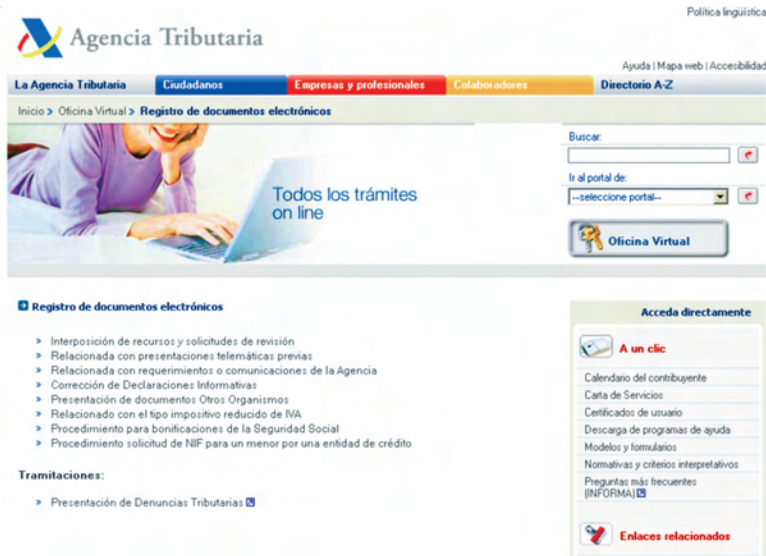 Política lingüística
Agencia Tributaria
Ayuda | Mapa web | Accesibilidad
La Agencia Tributaria Ciudadanos Empresas y profesionales Colaboradores Directorio A-Z
Inicio > Oficina Virtual > Registro de documentos electrónicos
Todos los trámites
on line
Buscar:
Ir al portal de:
--seleccione portal--
Oficina Virtual
Registro de documentos electrónicos
Interposición de recursos y solicitudes de revisión
Relacionada con presentaciones telemáticas previas
Relacionada con requerimientos o comunicaciones de la Agencia
Corrección de Declaraciones Informativas
Presentación de documentos Otros Organismos
Relacionado con el tipo impositivo reducido de IVA
Procedimiento para bonificaciones de la Seguridad Social
Procedimiento solicitud de NIF para un menor por una entidad de crédito
Tramitaciones:
Presentación de Denuncias Tributarias
Acceda directamente
A un clic
Calendario del contribuyente
Carta de Servicios
Certificados de usuario
Descarga de programas de ayuda
Modelos y formularios
Normativas y criterios interpretativos
Preguntas más frecuentes
(INFORMA)
Enlaces relacionados